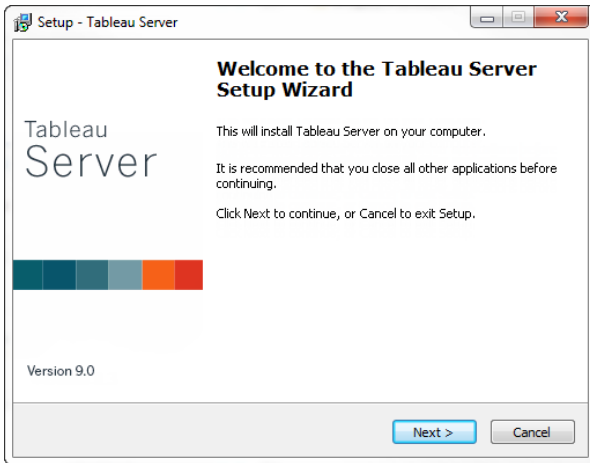 Setup - Tableau Server
Welcome to the Tableau Server
Setup Wizard
Tableau
Server
This will install Tableau Server on your computer.
It is recommended that you close all other applications before
continuing.
Click Next to continue, or Cancel to exit Setup.
Version 9.0
Next >
Cancel